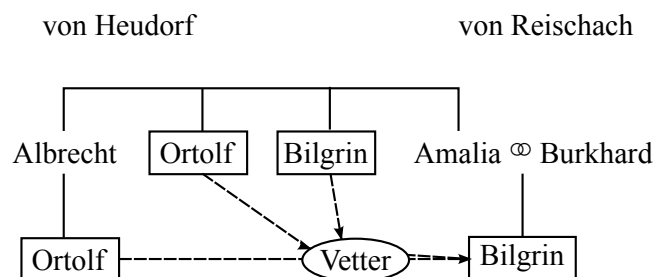 von Heudorf von Reischach
Albrecht Ortolf Bilgrin Amalia ⚭ Burkhard
Ortolf Vetter Bilgrin